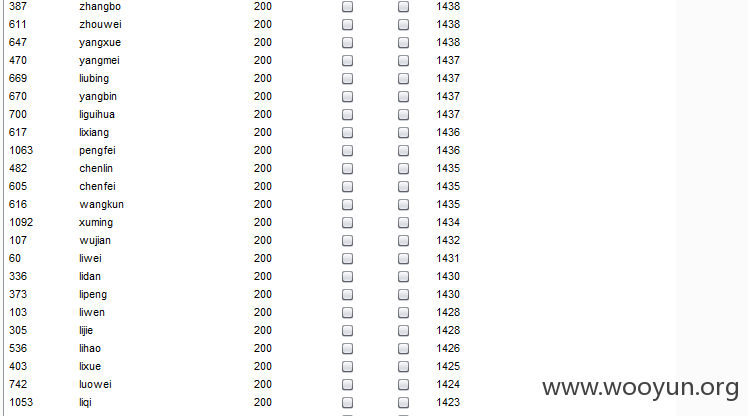 387 zhangbo 200 1438
611 zhouwei 200 1438
647 yangxue 200 1438
470 yangmei 200 1437
669 liubing 200 1437
670 yangbin 200 1437
700 liguihua 200 1437
617 lixiang 200 1436
1063 pengfei 200 1436
482 chenlin 200 1435
605 chenfei 200 1435
616 wangkun 200 1435
1092 xuming 200 1434
107 wujian 200 1432
60 liwei 200 1431
336 lidan 200 1430
373 lipeng 200 1430
103 liwen 200 1428
305 lijie 200 1428
536 lihao 200 1426
403 lixue 200 1425
742 luowei 200 1424
1053 liqi 200 1423
www.wooyun.org